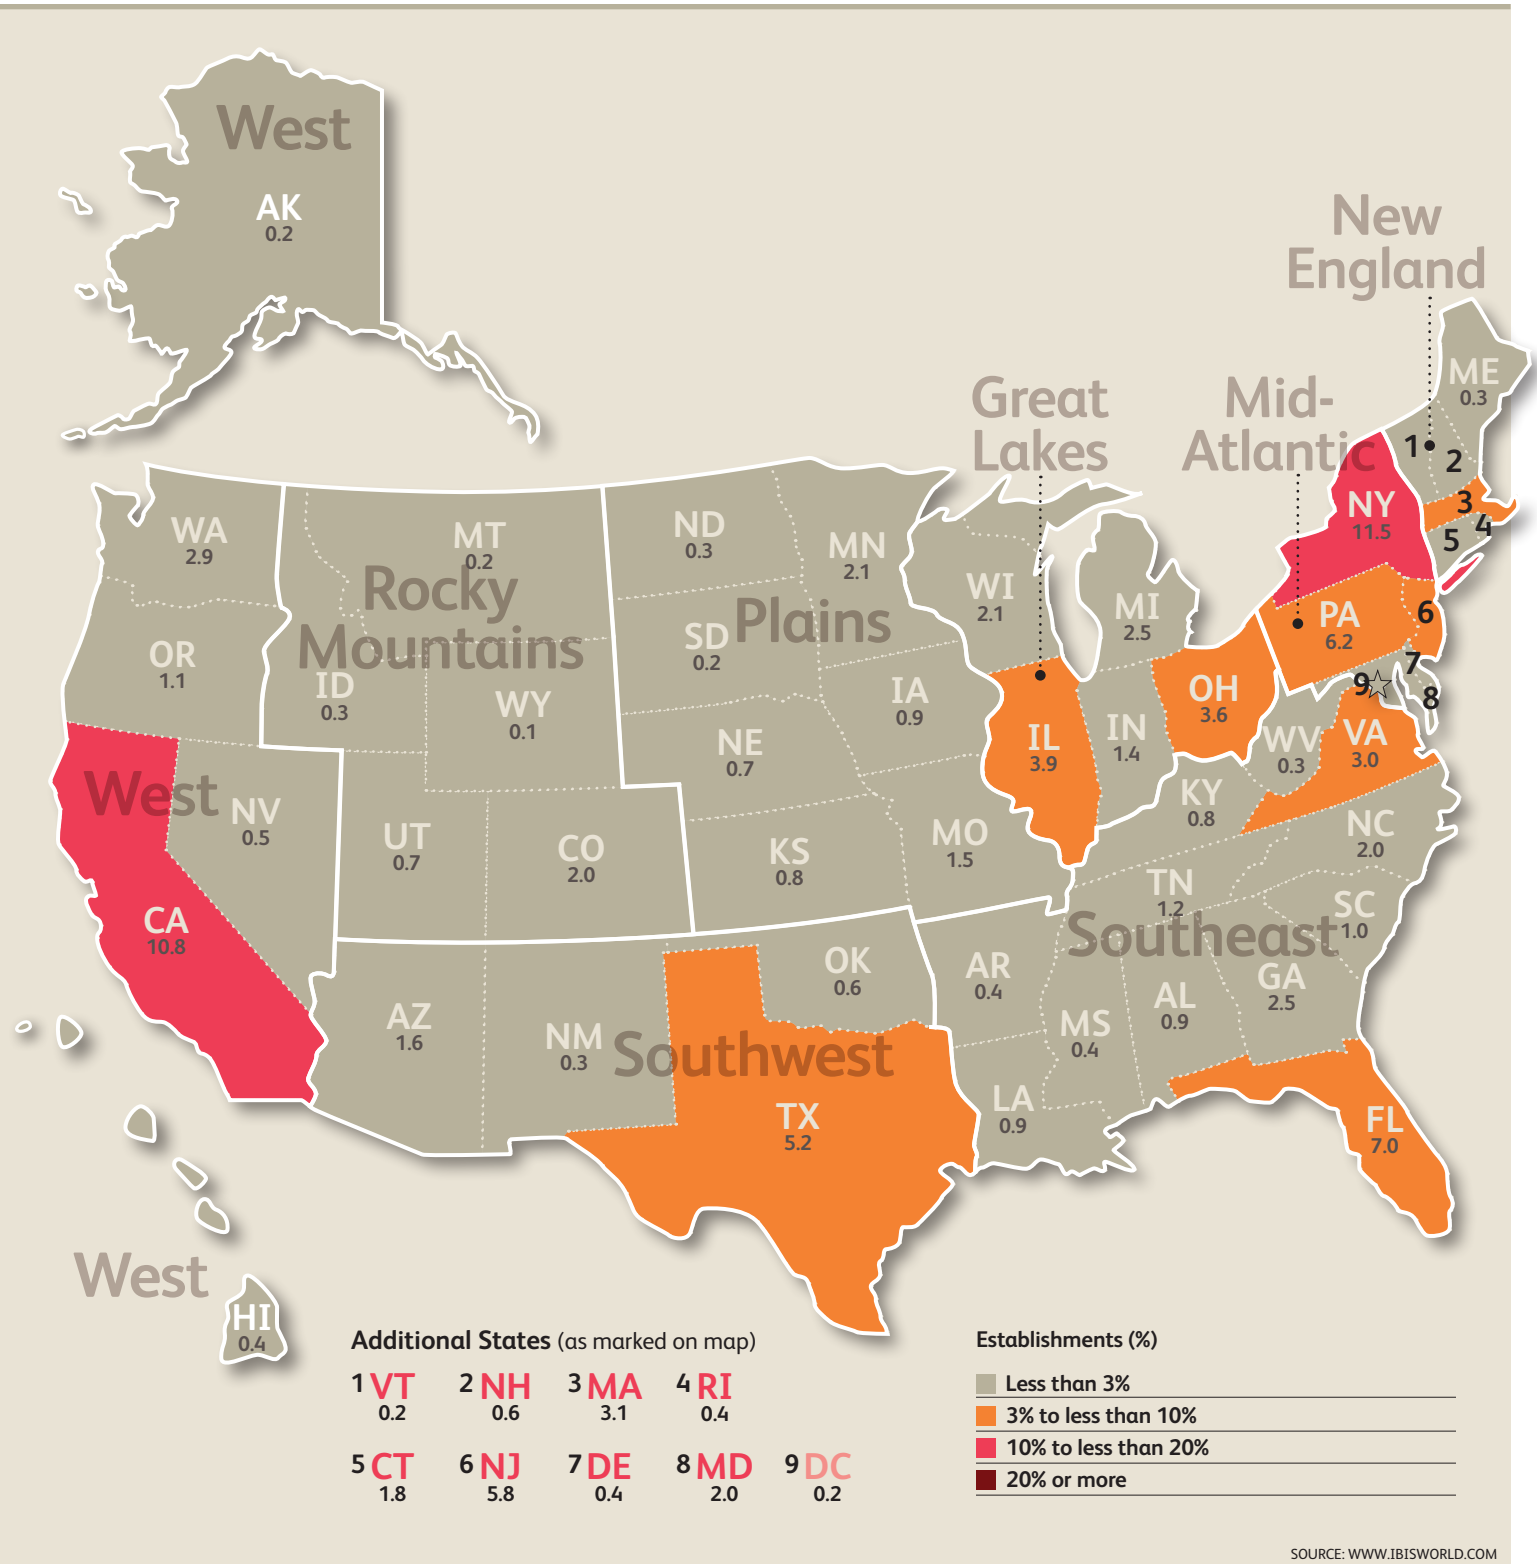 West
AK
0.2
New
England
ME
0.3
Great
Lakes
Mid-
Atlantic
1
2
NY
11.5
3
4
5
WA
2.9
MT
0.2
ND
0.3
MN
2.1
Rocky
Mountains
Plains
WI
2.1
MI
2.5
PA
6.2
6
OR
1.1
ID
0.3
WY
0.1
SD
0.2
IA
0.9
7
9
8
OH
3.6
IL
3.9
IN
1.4
WV
0.3
VA
3.0
NE
0.7
West
NV
0.5
UT
0.7
CO
2.0
KS
0.8
MO
1.5
KY
0.8
NC
2.0
CA
10.8
TN
1.2
SC
1.0
Southeast
AZ
1.6
NM
0.3
OK
0.6
AR
0.4
MS
0.4
AL
0.9
GA
2.5
Southwest
TX
5.2
LA
0.9
FL
7.0
West
HI
0.4
Additional States (as marked on map)
1 VT 2 NH 3 MA 4 RI
0.2 0.6 3.1 0.4
5 CT 6 NJ 7 DE 8 MD 9 DC
1.8 5.8 0.4 2.0 0.2
Establishments (%)
Less than 3%
3% to less than 10%
10% to less than 20%
20% or more
SOURCE: WWW.IBISWORLD.COM